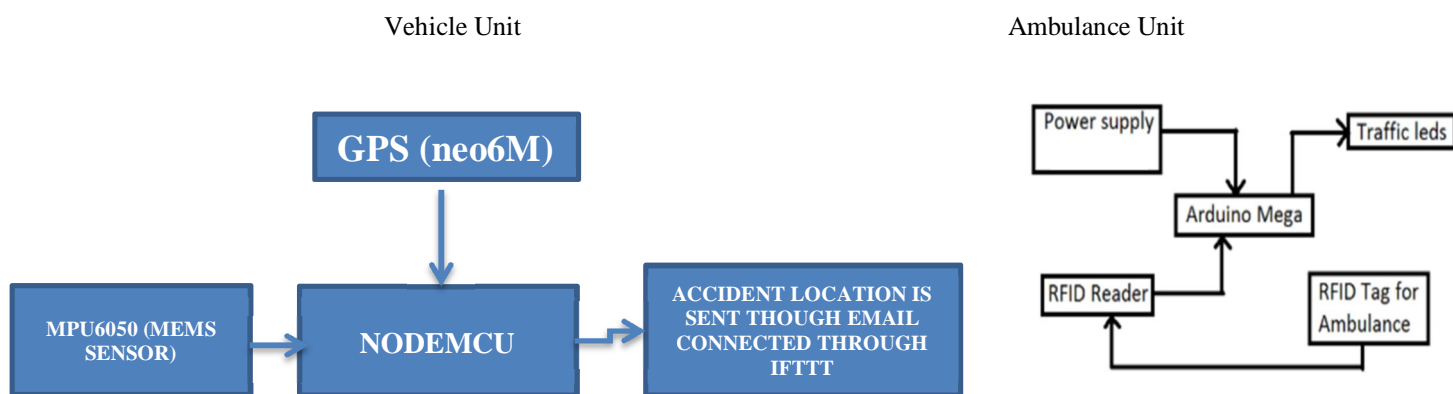 Vehicle Unit
Ambulance Unit
GPS (neo6M)
MPU6050 (MEMS
SENSOR)
NODEMCU
ACCIDENT LOCATION IS
SENT THOUGH EMAIL
CONNECTED THROUGH
IFTTT
Power supply
Traffic leds
Arduino Mega
RFID Reader
RFID Tag for
Ambulance